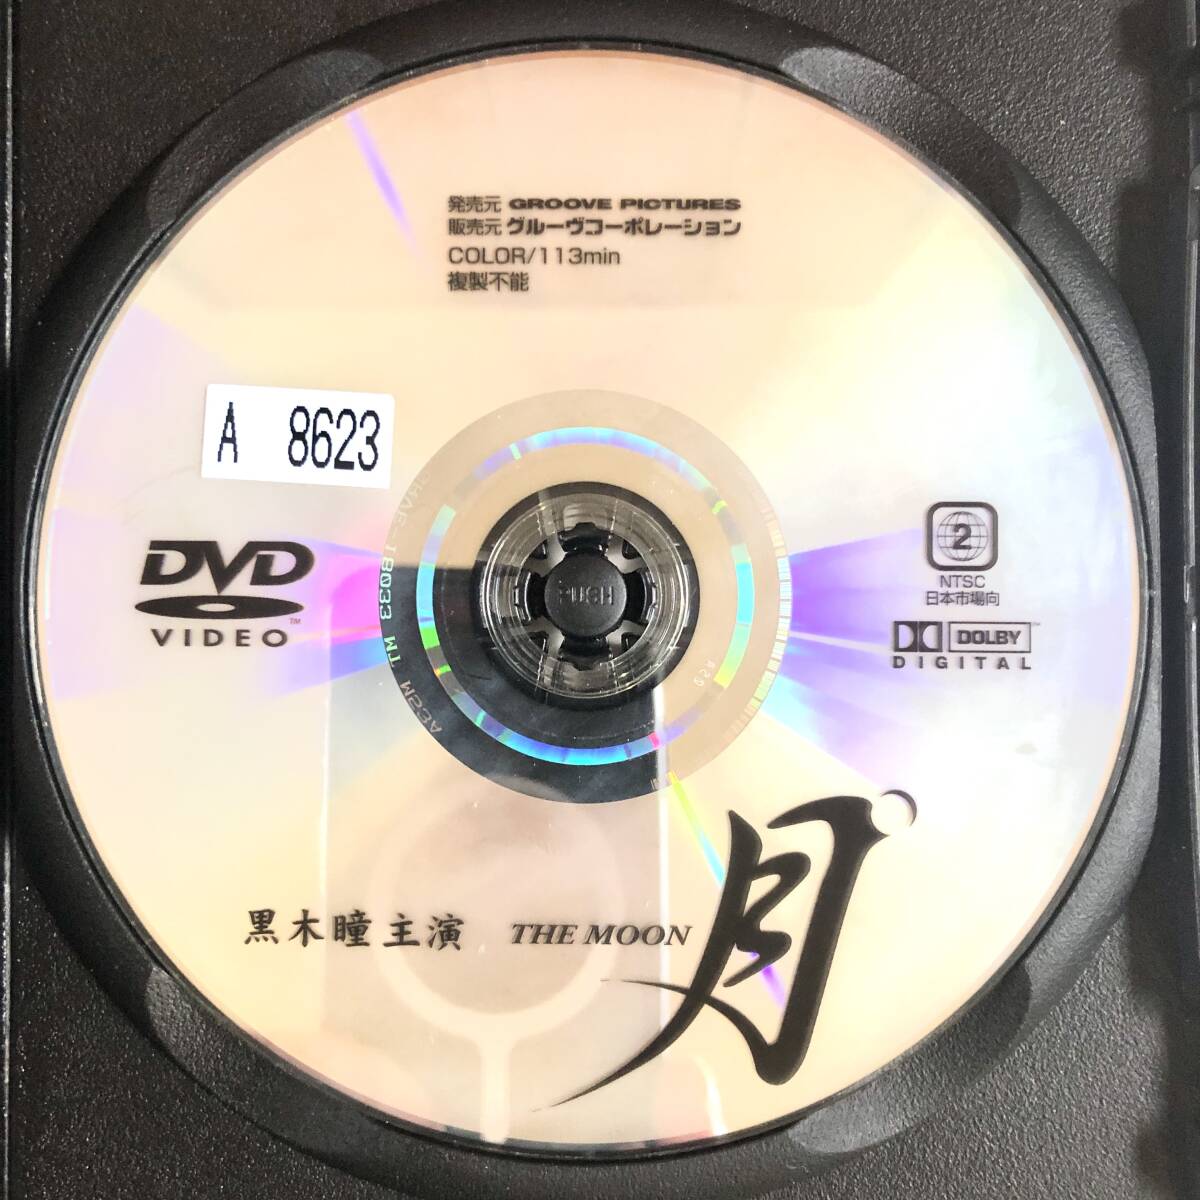 発売元 GROOVE PICTURES
販売元 グルーヴコーポレーション
COLOR/113min
複製不能
A 8623
DVD
VIDEO
TM
2
NTSC
日本市場向
DOLBY
DIGITAL
PUSH
黒木瞳主演 THE MOON 月